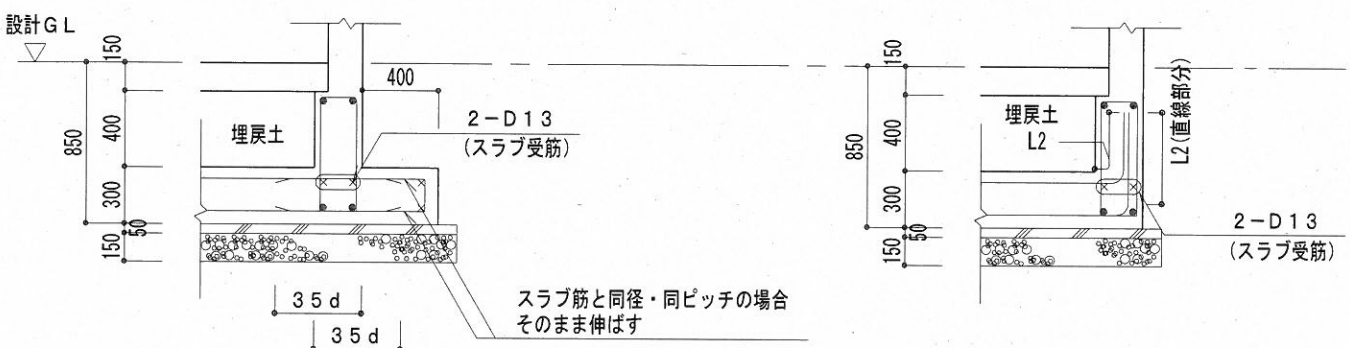 設計GL
150
400
850
400
300
50
150
埋戻土
2-D13
(スラブ受筋)
35d
35d
スラブ筋と同径・同ピッチの場合
そのまま伸ばす
150
850
400
300
50
150
埋戻土
L2
L2(直線部分)
2-D13
(スラブ受筋)